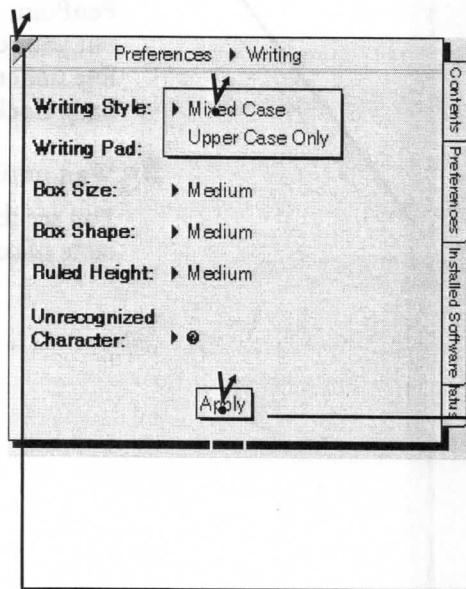 Preferences ▸ Writing
Writing Style: ▸ Mixed Case
Upper Case Only
Writing Pad:
Box Size: ▸ Medium
Box Shape: ▸ Medium
Ruled Height: ▸ Medium
Unrecognized
Character: ▸ ?
Apply
Contents
Preferences
Installed Software